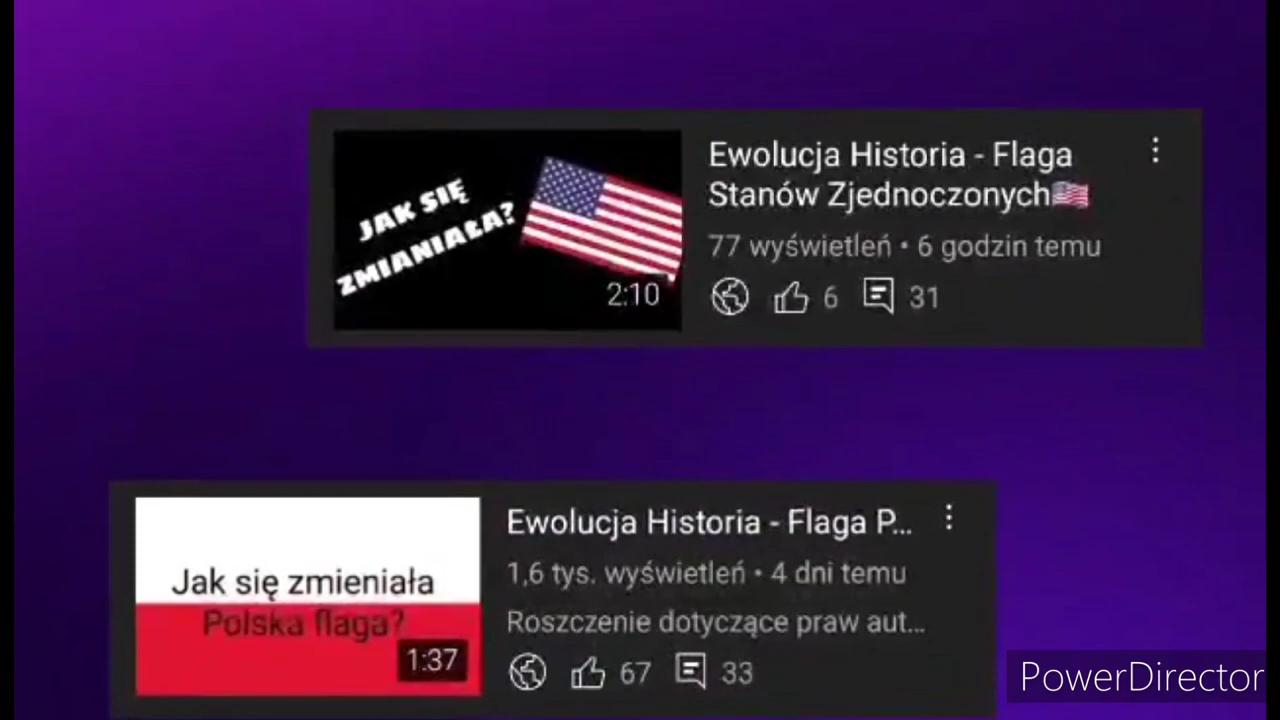 JAK SIĘ
ZMIANIAŁA?
2:10
Ewolucja Historia - Flaga
Stanów Zjednoczonych🇺🇸
77 wyświetleń • 6 godzin temu
6 31
Jak się zmieniała
Polska flaga?
1:37
Ewolucja Historia - Flaga P...
1,6 tys. wyświetleń • 4 dni temu
Roszczenie dotyczące praw aut...
67 33
PowerDirector